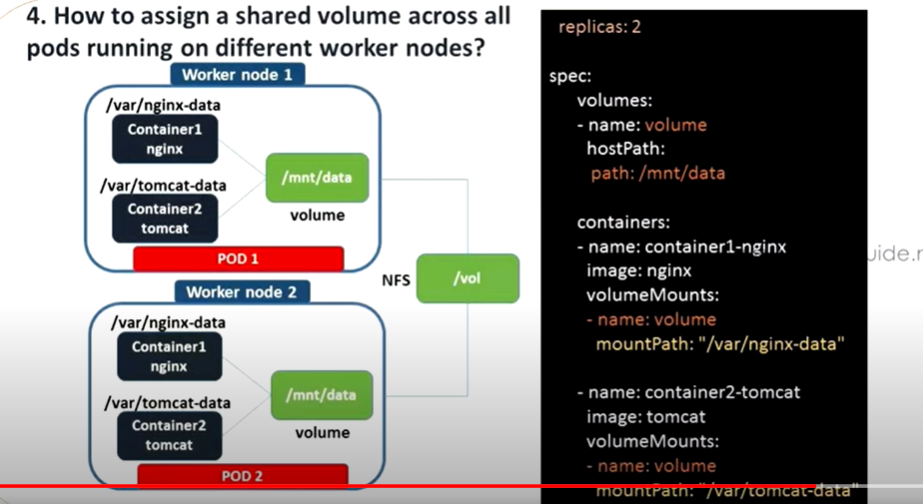 4. How to assign a shared volume across all
pods running on different worker nodes?
Worker node 1
/var/nginx-data
Container1
nginx
/var/tomcat-data
Container2
tomcat
/mnt/data
volume
POD 1
NFS
/vol
Worker node 2
/var/nginx-data
Container1
nginx
/var/tomcat-data
Container2
tomcat
/mnt/data
volume
POD 2
replicas: 2
spec:
volumes:
- name: volume
hostPath:
path: /mnt/data
containers:
- name: container1-nginx
image: nginx
volumeMounts:
- name: volume
mountPath: "/var/nginx-data"
- name: container2-tomcat
image: tomcat
volumeMounts:
- name: volume
mountPath: "/var/tomcat-data"